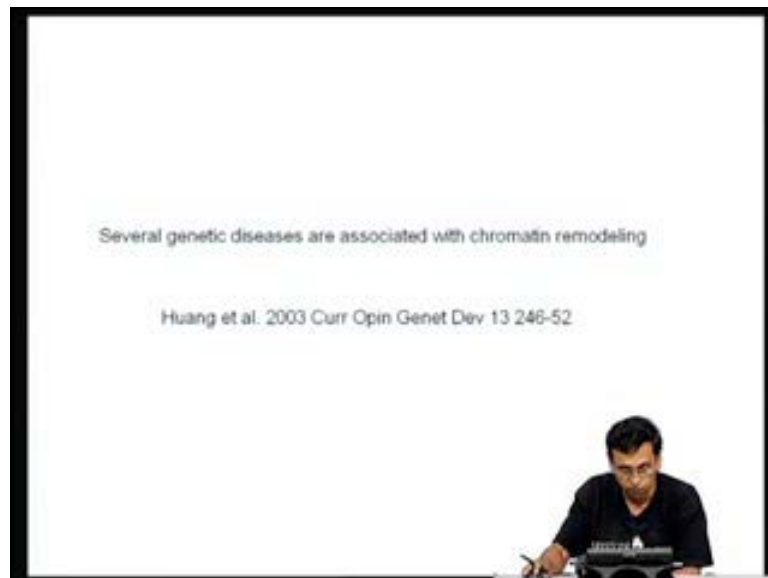 Several genetic diseases are associated with chromatin remodeling
Huang et al. 2003 Curr Opin Genet Dev 13 246-52